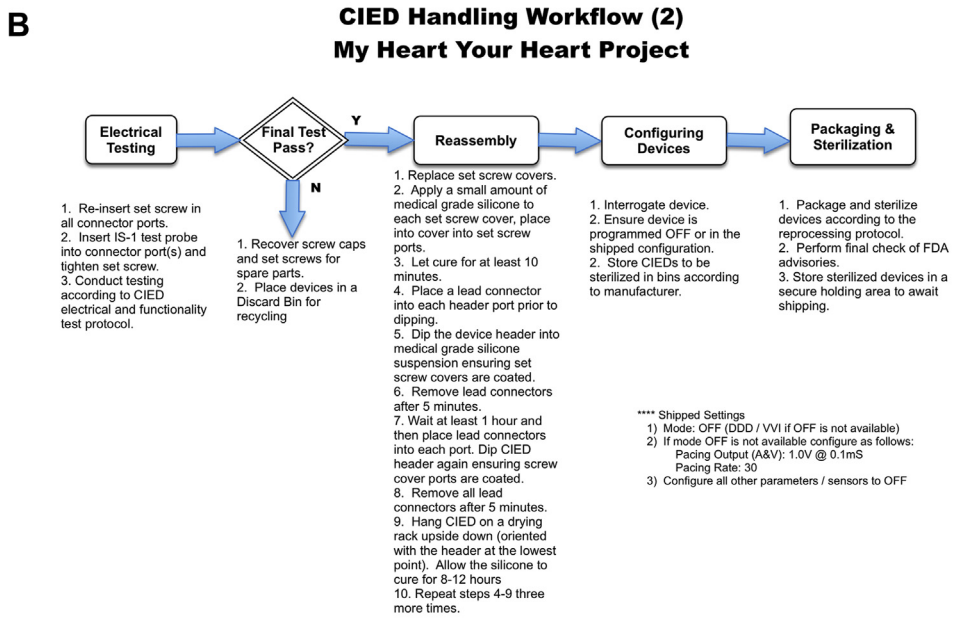 B
CIED Handling Workflow (2)
My Heart Your Heart Project
Electrical
Testing
Final Test
Pass?
Y
N
Reassembly
Configuring
Devices
Packaging &
Sterilization
1. Re-insert set screw in
all connector ports.
2. Insert IS-1 test probe
into connector port(s) and
tighten set screw.
3. Conduct testing
according to CIED
electrical and functionality
test protocol.
1. Recover screw caps
and set screws for
spare parts.
2. Place devices in a
Discard Bin for
recycling
1. Replace set screw covers.
2. Apply a small amount of
medical grade silicone to
each set screw cover, place
into cover into set screw
ports.
3. Let cure for at least 10
minutes.
4. Place a lead connector
into each header port prior to
dipping.
5. Dip the device header into
medical grade silicone
suspension ensuring set
screw covers are coated.
6. Remove lead connectors
after 5 minutes.
7. Wait at least 1 hour and
then place lead connectors
into each port. Dip CIED
header again ensuring screw
cover ports are coated.
8. Remove all lead
connectors after 5 minutes.
9. Hang CIED on a drying
rack upside down (oriented
with the header at the lowest
point). Allow the silicone to
cure for 8-12 hours
10. Repeat steps 4-9 three
more times.
1. Interrogate device.
2. Ensure device is
programmed OFF or in the
shipped configuration.
2. Store CIEDs to be
sterilized in bins according
to manufacturer.
1. Package and sterilize
devices according to the
reprocessing protocol.
2. Perform final check of FDA
advisories.
3. Store sterilized devices in a
secure holding area to await
shipping.
**** Shipped Settings
1) Mode: OFF (DDD / VVI if OFF is not available)
2) If mode OFF is not available configure as follows:
Pacing Output (A&V): 1.0V @ 0.1mS
Pacing Rate: 30
3) Configure all other parameters / sensors to OFF